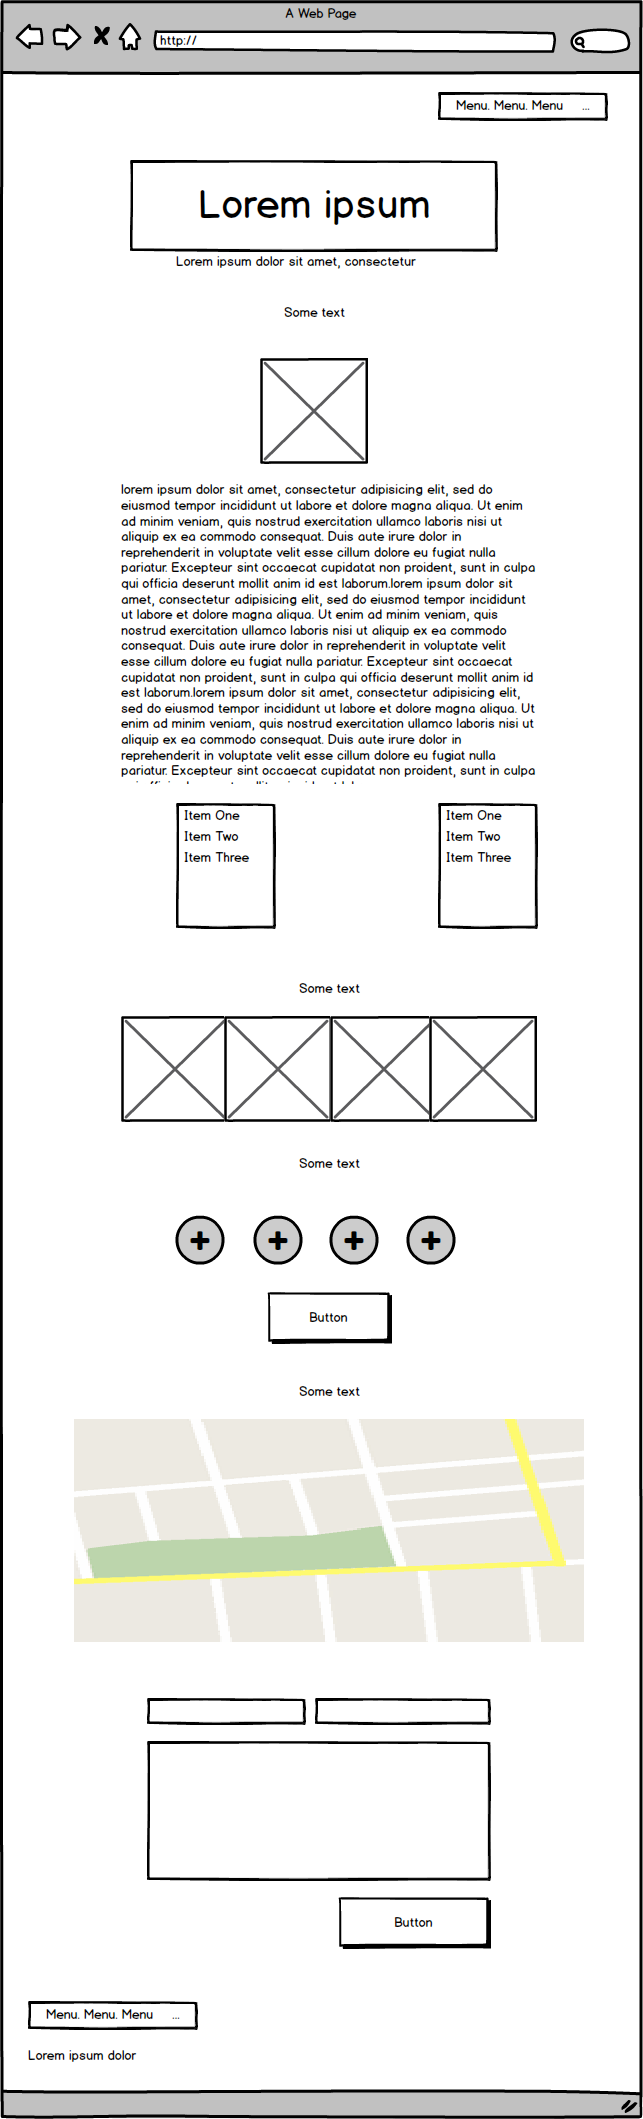 A Web Page
http://
Menu. Menu. Menu ...
Lorem ipsum
Lorem ipsum dolor sit amet, consectetur
Some text
lorem ipsum dolor sit amet, consectetur adipisicing elit, sed do
eiusmod tempor incididunt ut labore et dolore magna aliqua. Ut enim
ad minim veniam, quis nostrud exercitation ullamco laboris nisi ut
aliquip ex ea commodo consequat. Duis aute irure dolor in
reprehenderit in voluptate velit esse cillum dolore eu fugiat nulla
pariatur. Excepteur sint occaecat cupidatat non proident, sunt in culpa
qui officia deserunt mollit anim id est laborum.lorem ipsum dolor sit
amet, consectetur adipisicing elit, sed do eiusmod tempor incididunt
ut labore et dolore magna aliqua. Ut enim ad minim veniam, quis
nostrud exercitation ullamco laboris nisi ut aliquip ex ea commodo
consequat. Duis aute irure dolor in reprehenderit in voluptate velit
esse cillum dolore eu fugiat nulla pariatur. Excepteur sint occaecat
cupidatat non proident, sunt in culpa qui officia deserunt mollit anim id
est laborum.lorem ipsum dolor sit amet, consectetur adipisicing elit,
sed do eiusmod tempor incididunt ut labore et dolore magna aliqua. Ut
enim ad minim veniam, quis nostrud exercitation ullamco laboris nisi ut
aliquip ex ea commodo consequat. Duis aute irure dolor in
reprehenderit in voluptate velit esse cillum dolore eu fugiat nulla
pariatur. Excepteur sint occaecat cupidatat non proident, sunt in culpa
Item One
Item Two
Item Three
Item One
Item Two
Item Three
Some text
Some text
Button
Some text
Button
Menu. Menu. Menu ...
Lorem ipsum dolor